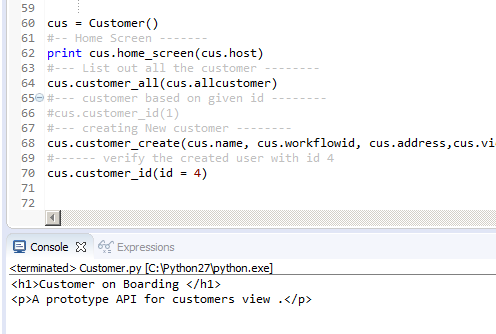 59
60 cus = Customer()
61 #-- Home Screen -------
62 print cus.home_screen(cus.host)
63 #--- List out all the customer --------
64 cus.customer_all(cus.allcustomer)
65 #--- customer based on given id --------
66 #cus.customer_id(1)
67 #--- creating New customer --------
68 cus.customer_create(cus.name, cus.workflowid, cus.address,cus.vi
69 #------ verify the created user with id 4
70 cus.customer_id(id = 4)
71
72
Console Expressions
<terminated> Customer.py [C:\Python27\python.exe]
<h1>Customer on Boarding </h1>
<p>A prototype API for customers view .</p>